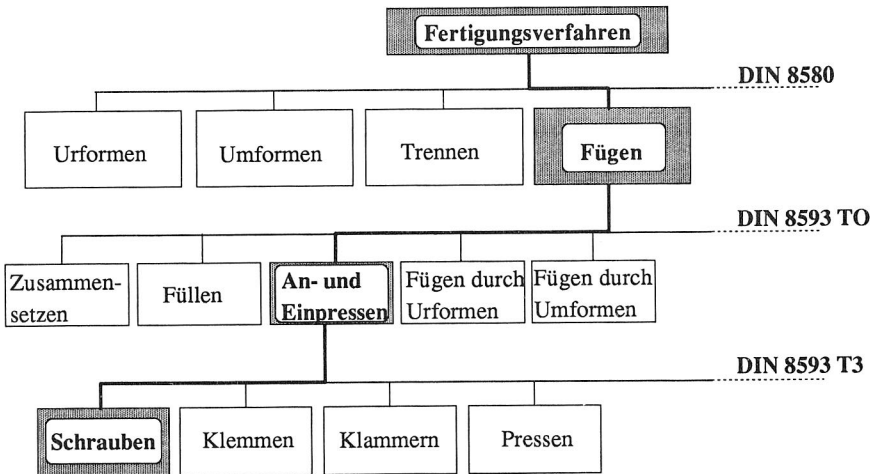 Fertigungsverfahren
DIN 8580
Urformen
Umformen
Trennen
Fügen
DIN 8593 TO
Zusammen-
setzen
Füllen
An- und
Einpressen
Fügen durch
Urformen
Fügen durch
Umformen
DIN 8593 T3
Schrauben
Klemmen
Klammern
Pressen